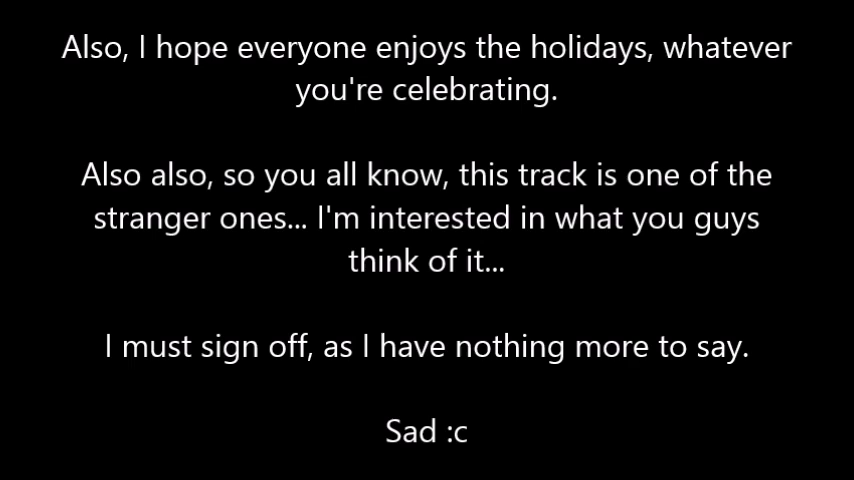 Also, I hope everyone enjoys the holidays, whatever
you're celebrating.
Also also, so you all know, this track is one of the
stranger ones... I'm interested in what you guys
think of it...
I must sign off, as I have nothing more to say.
Sad :c